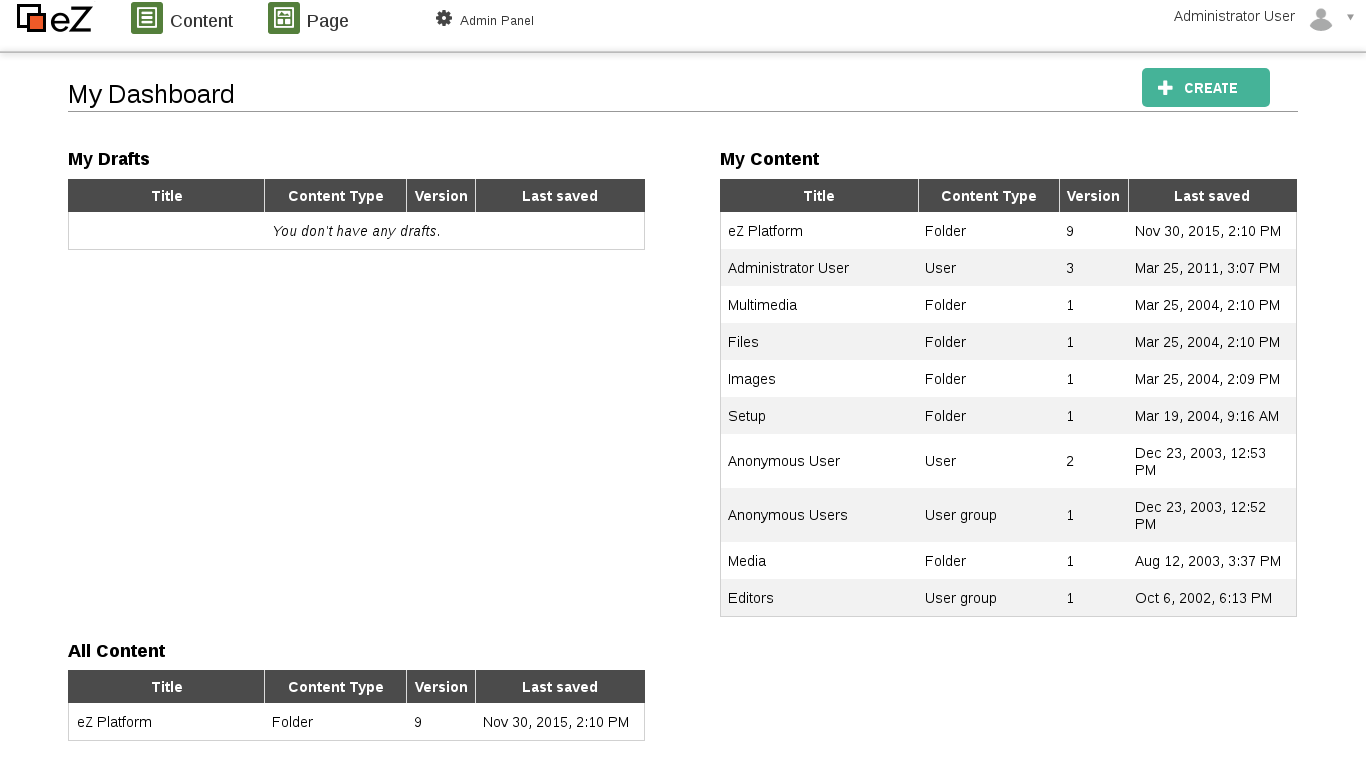 eZ Content Page Admin Panel Administrator User
My Dashboard
CREATE
My Drafts
Title Content Type Version Last saved
You don't have any drafts.
My Content
Title Content Type Version Last saved
eZ Platform Folder 9 Nov 30, 2015, 2:10 PM
Administrator User User 3 Mar 25, 2011, 3:07 PM
Multimedia Folder 1 Mar 25, 2004, 2:10 PM
Files Folder 1 Mar 25, 2004, 2:10 PM
Images Folder 1 Mar 25, 2004, 2:09 PM
Setup Folder 1 Mar 19, 2004, 9:16 AM
Anonymous User User 2 Dec 23, 2003, 12:53
PM
Anonymous Users User group 1 Dec 23, 2003, 12:52
PM
Media Folder 1 Aug 12, 2003, 3:37 PM
Editors User group 1 Oct 6, 2002, 6:13 PM
All Content
Title Content Type Version Last saved
eZ Platform Folder 9 Nov 30, 2015, 2:10 PM